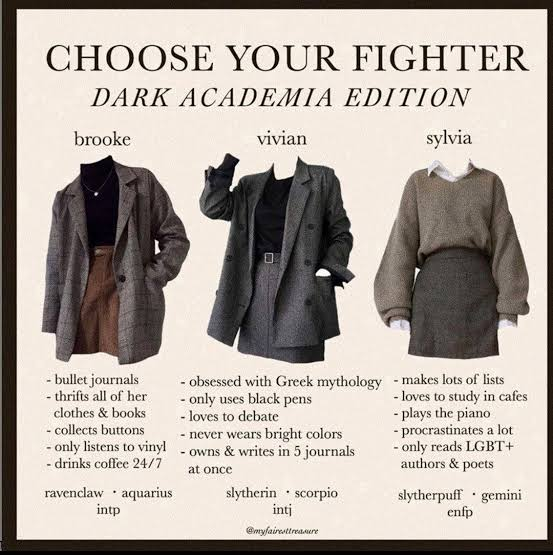 CHOOSE YOUR FIGHTER
DARK ACADEMIA EDITION
brooke
- bullet journals
- thrifts all of her
clothes & books
- collects buttons
- only listens to vinyl
- drinks coffee 24/7
ravenclaw • aquarius
intp
vivian
- obsessed with Greek mythology
- only uses black pens
- loves to debate
- never wears bright colors
- owns & writes in 5 journals
at once
slytherin • scorpio
intj
sylvia
- makes lots of lists
- loves to study in cafes
- plays the piano
- procrastinates a lot
- only reads LGBT+
authors & poets
slytherpuff • gemini
enfp
@myfairesttreasure